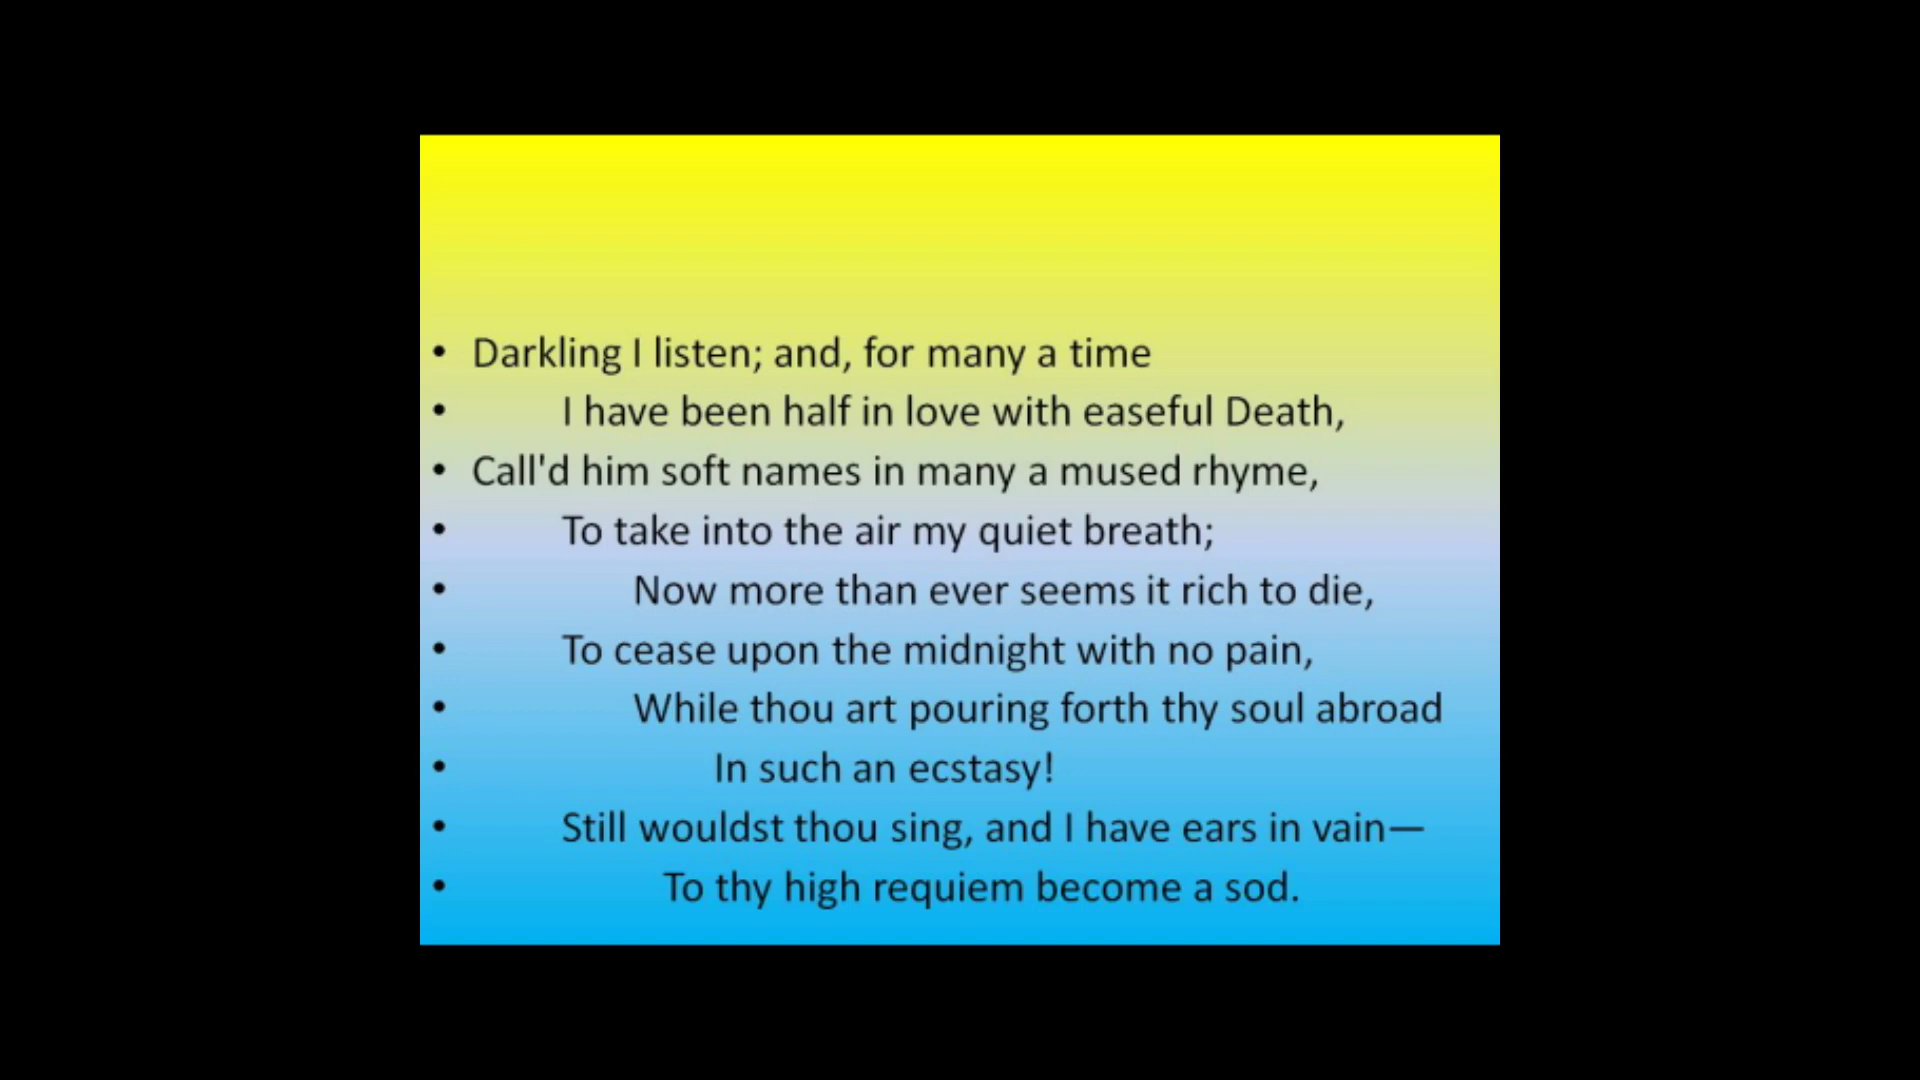 • Darkling I listen; and, for many a time
• I have been half in love with easeful Death,
• Call'd him soft names in many a mused rhyme,
• To take into the air my quiet breath;
• Now more than ever seems it rich to die,
• To cease upon the midnight with no pain,
• While thou art pouring forth thy soul abroad
• In such an ecstasy!
• Still wouldst thou sing, and I have ears in vain—
• To thy high requiem become a sod.